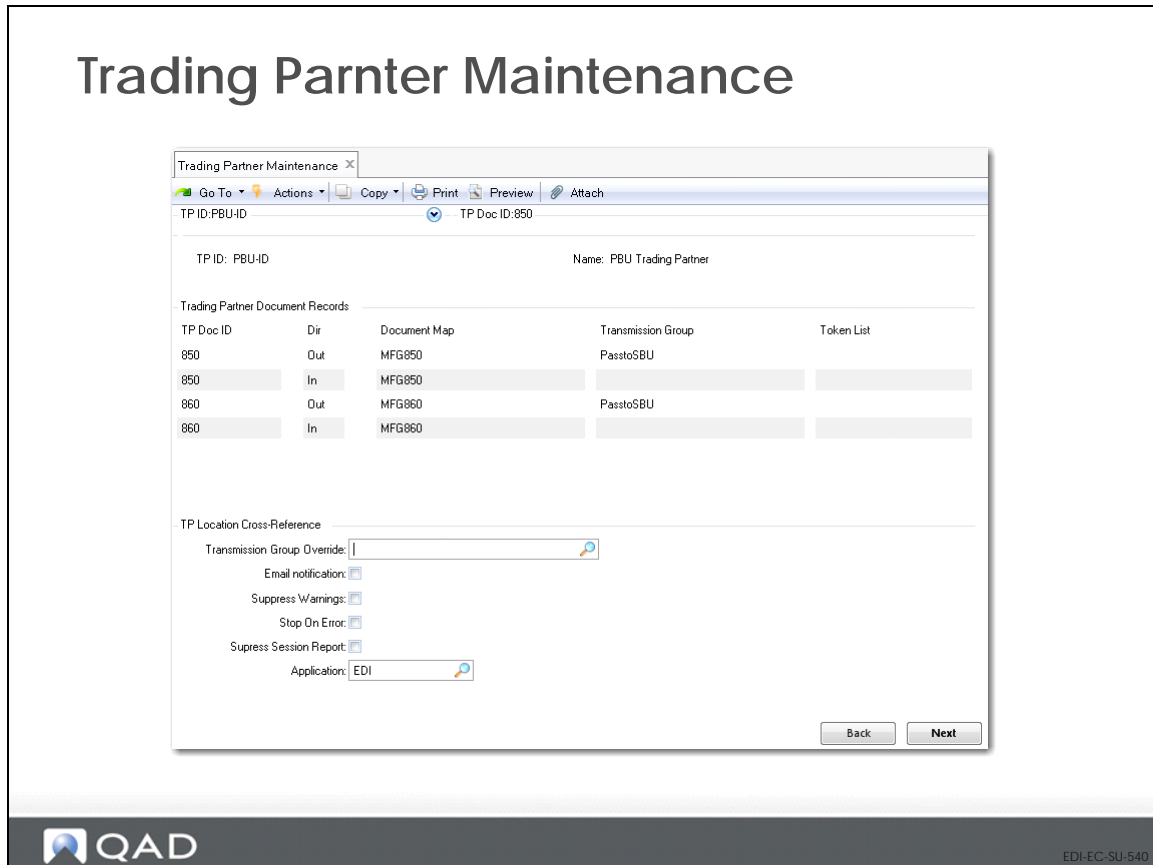 Trading Parnter Maintenance
Trading Partner Maintenance X
Go To Actions Copy Print Preview Attach
TP ID:PBU-ID TP Doc ID:850
TP ID: PBU-ID Name: PBU Trading Partner
Trading Partner Document Records
TP Doc ID Dir Document Map Transmission Group Token List
850 Out MFG850 PasstoSBU
850 In MFG850
860 Out MFG860 PasstoSBU
860 In MFG860
TP Location Cross-Reference
Transmission Group Override:
Email notification:
Suppress Warnings:
Stop On Error:
Supress Session Report:
Application: EDI
Back Next
QAD
EDI-EC-SU-540